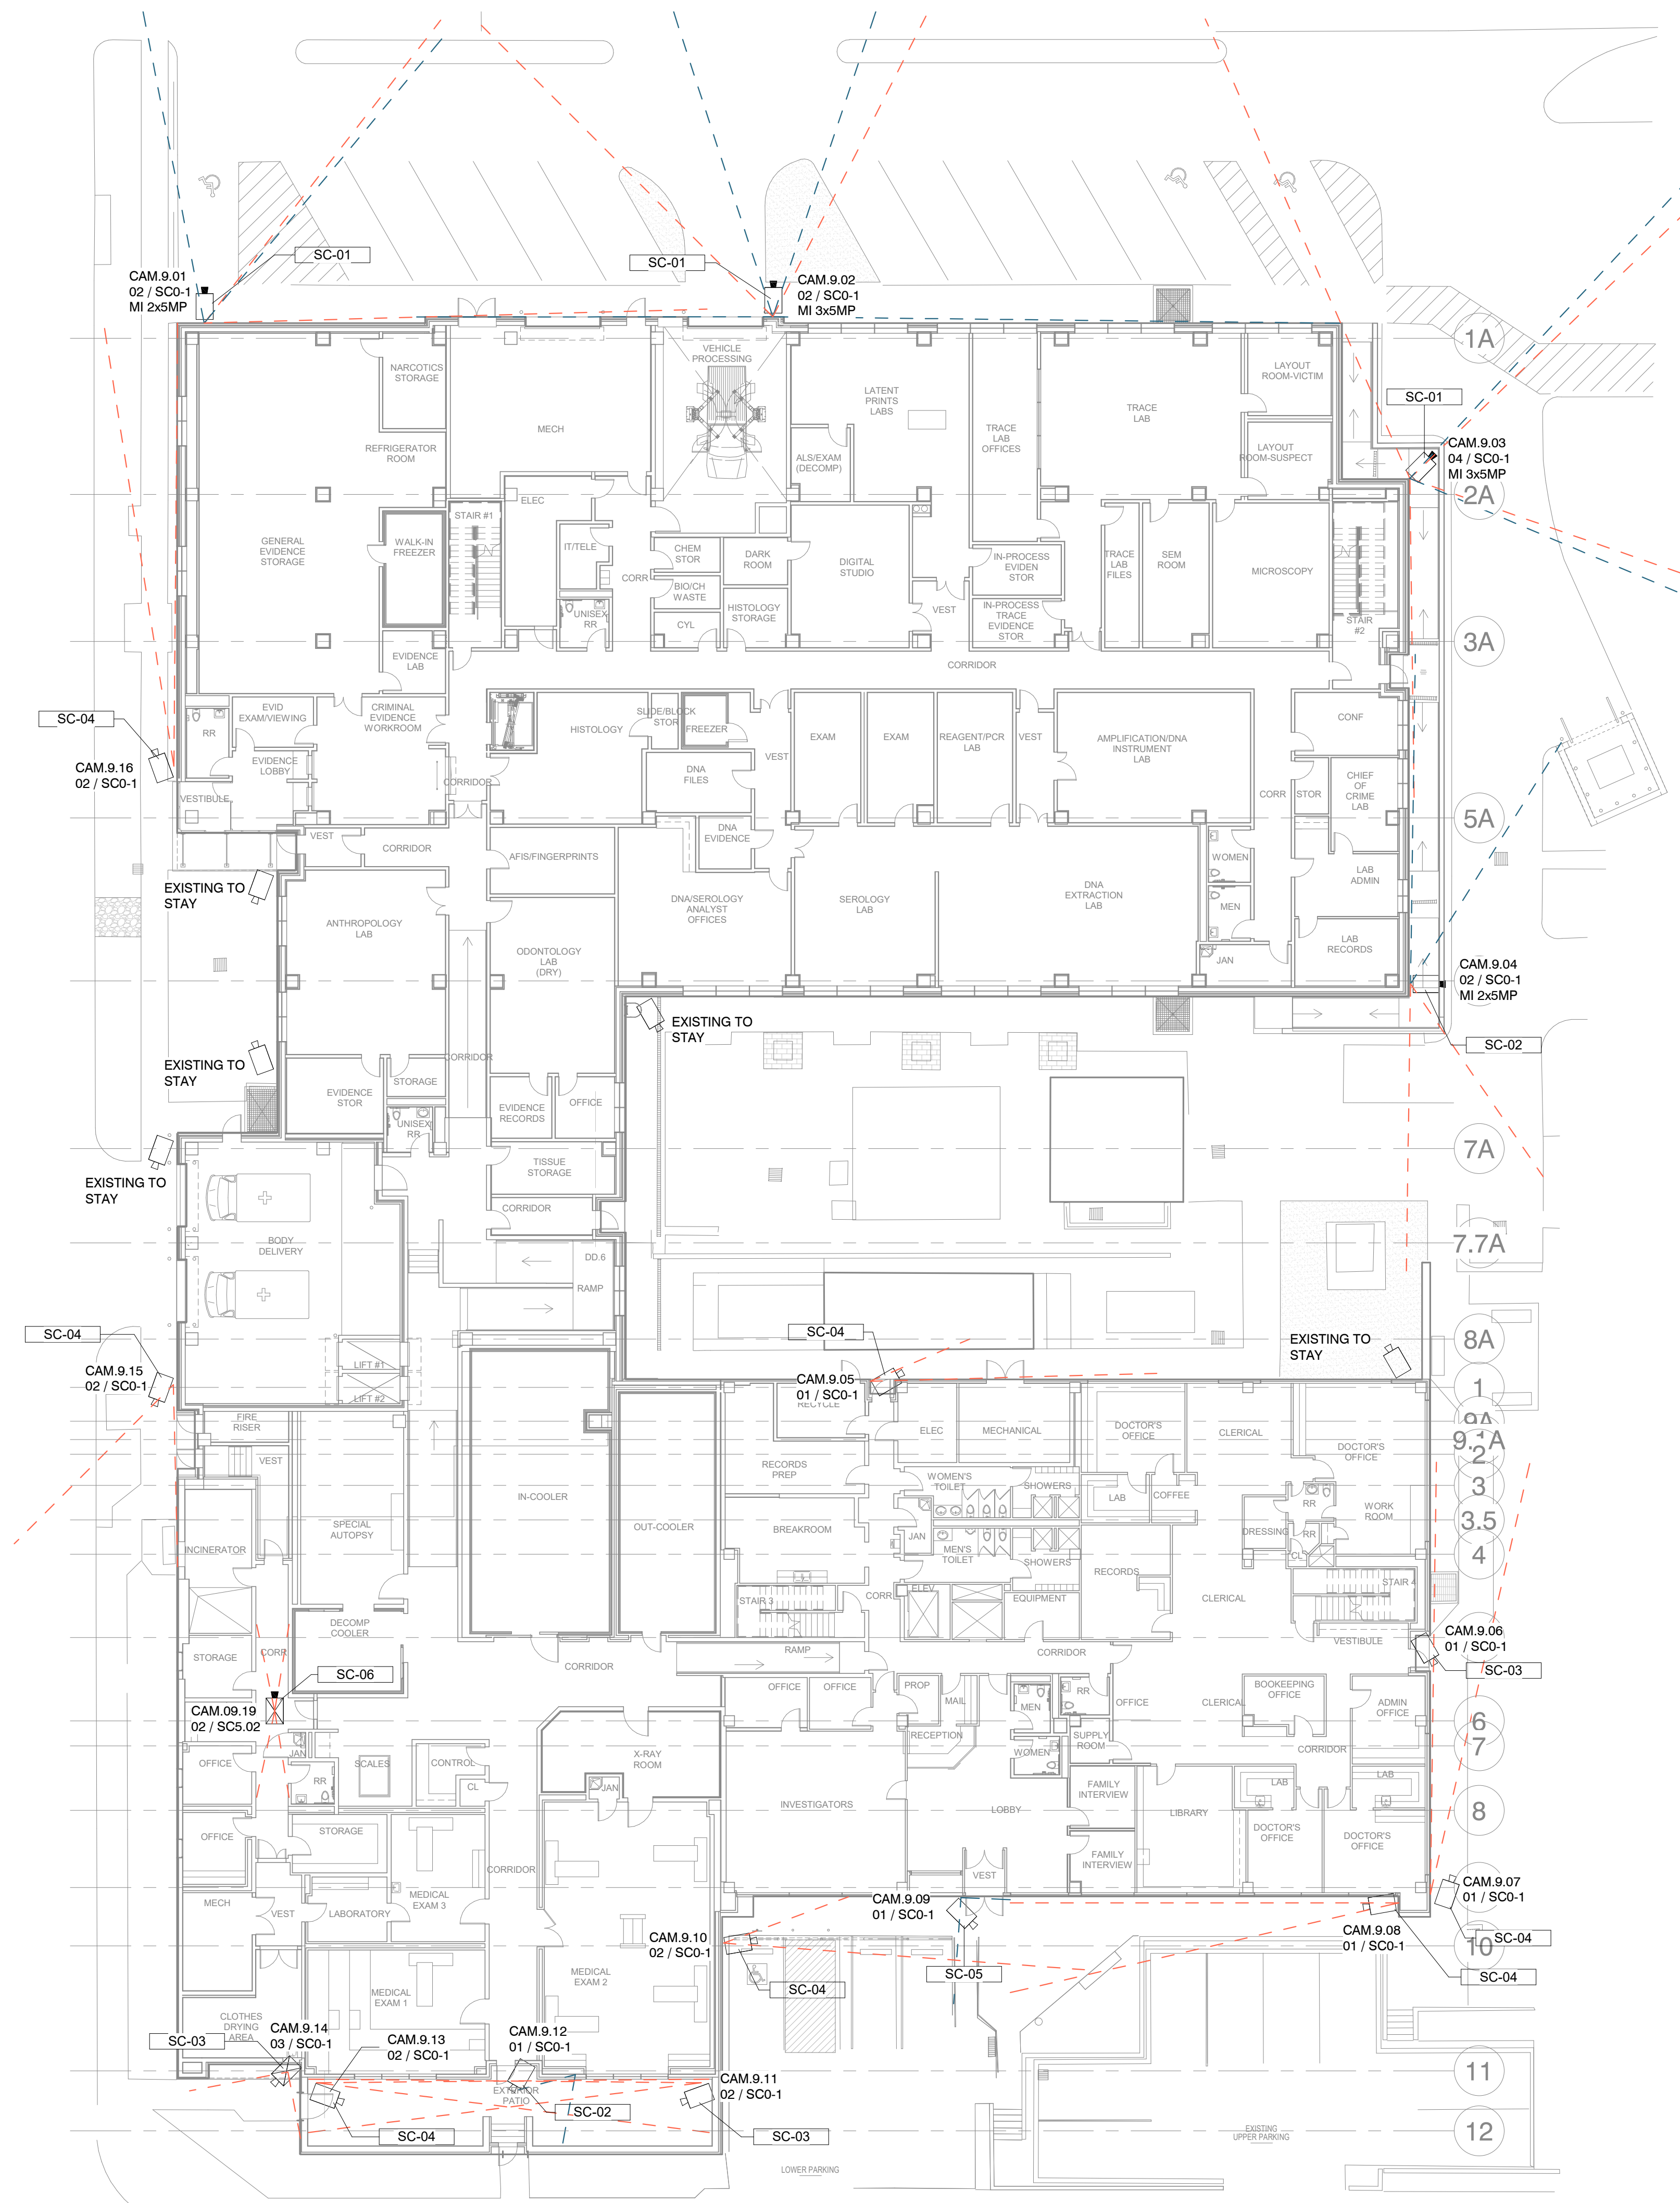 SC-01
CAM.9.01
02 / SC0-1
MI 2x5MP
SC-01
CAM.9.02
02 / SC0-1
MI 3x5MP
1A
VEHICLE
PROCESSING
NARCOTICS
STORAGE
LAYOUT
ROOM-VICTIM
LATENT
PRINTS
LABS
SC-01
TRACE
LAB
MECH
TRACE
LAB
OFFICES
REFRIGERATOR
ROOM
ALS/EXAM
(DECOMP)
LAYOUT
ROOM-SUSPECT
CAM.9.03
04 / SC0-1
MI 3x5MP
2A
ELEC
STAIR #1
GENERAL
EVIDENCE
STORAGE
WALK-IN
FREEZER
IT/TELE
CHEM
STOR
DARK
ROOM
DIGITAL
STUDIO
IN-PROCESS
EVIDEN
STOR
TRACE
LAB
FILES
SEM
ROOM
MICROSCOPY
CORR
BIO/CH
WASTE
HISTOLOGY
STORAGE
UNISEX
RR
CYL
VEST
IN-PROCESS
TRACE
EVIDENCE
STOR
STAIR
#2
3A
EVIDENCE
LAB
CORRIDOR
SC-04
EVID
EXAM/VIEWING
CRIMINAL
EVIDENCE
WORKROOM
RR
HISTOLOGY
SLIDE/BLOCK
STOR
FREEZER
EXAM
EXAM
REAGENT/PCR
LAB
VEST
AMPLIFICATION/DNA
INSTRUMENT
LAB
CONF
CAM.9.16
02 / SC0-1
EVIDENCE
LOBBY
VEST
DNA
FILES
CORRIDOR
VESTIBULE
CORR
STOR
CHIEF
OF
CRIME
LAB
5A
VEST
CORRIDOR
DNA
EVIDENCE
AFIS/FINGERPRINTS
WOMEN
LAB
ADMIN
EXISTING TO
STAY
DNA/SEROLOGY
ANALYST
OFFICES
SEROLOGY
LAB
DNA
EXTRACTION
LAB
MEN
ANTHROPOLOGY
LAB
ODONTOLOGY
LAB
(DRY)
LAB
RECORDS
JAN
CAM.9.04
02 / SC0-1
MI 2x5MP
EXISTING TO
STAY
SC-02
EXISTING TO
STAY
CORRIDOR
STORAGE
EVIDENCE
STOR
EVIDENCE
RECORDS
OFFICE
UNISEX
RR
7A
EXISTING TO
STAY
TISSUE
STORAGE
CORRIDOR
BODY
DELIVERY
7.7A
DD.6
RAMP
SC-04
SC-04
EXISTING TO
STAY
8A
LIFT #1
CAM.9.15
02 / SC0-1
CAM.9.05
01 / SC0-1
LIFT #2
1
RECYCLE
9A
FIRE
RISER
ELEC
MECHANICAL
DOCTOR'S
OFFICE
CLERICAL
9.1A
2
DOCTOR'S
OFFICE
VEST
RECORDS
PREP
WOMEN'S
TOILET
SHOWERS
3
IN-COOLER
LAB
COFFEE
RR
WORK
ROOM
SPECIAL
AUTOPSY
OUT-COOLER
BREAKROOM
JAN
DRESSING
RR
3.5
INCINERATOR
MEN'S
TOILET
SHOWERS
CL
4
RECORDS
STAIR 4
STAIR 3
CORR
ELEV
EQUIPMENT
CLERICAL
DECOMP
COOLER
CAM.9.06
01 / SC0-1
VESTIBULE
STORAGE
CORR
CORRIDOR
RAMP
CORRIDOR
SC-03
SC-06
OFFICE
OFFICE
PROP
MAIL
MEN
RR
OFFICE
CLERICAL
BOOKEEPING
OFFICE
ADMIN
OFFICE
CAM.09.19
02 / SC5.02
6
RECEPTION
SUPPLY
ROOM
CORRIDOR
7
JAN
OFFICE
SCALES
CONTROL
X-RAY
ROOM
WOMEN
RR
CL
JAN
FAMILY
INTERVIEW
LAB
LAB
INVESTIGATORS
LOBBY
LIBRARY
8
STORAGE
OFFICE
DOCTOR'S
OFFICE
DOCTOR'S
OFFICE
FAMILY
INTERVIEW
CORRIDOR
VEST
MECH
MEDICAL
EXAM 3
CAM.9.07
01 / SC0-1
VEST
LABORATORY
CAM.9.09
01 / SC0-1
CAM.9.10
02 / SC0-1
CAM.9.08
01 / SC0-1
SC-04
10
MEDICAL
EXAM 2
SC-05
SC-04
SC-04
MEDICAL
EXAM 1
CLOTHES
DRYING
AREA
CAM.9.14
03 / SC0-1
SC-03
CAM.9.13
02 / SC0-1
CAM.9.12
01 / SC0-1
11
CAM.9.11
02 / SC0-1
EXTERIOR
PATIO
SC-02
SC-04
SC-03
EXISTING
UPPER PARKING
12
LOWER PARKING